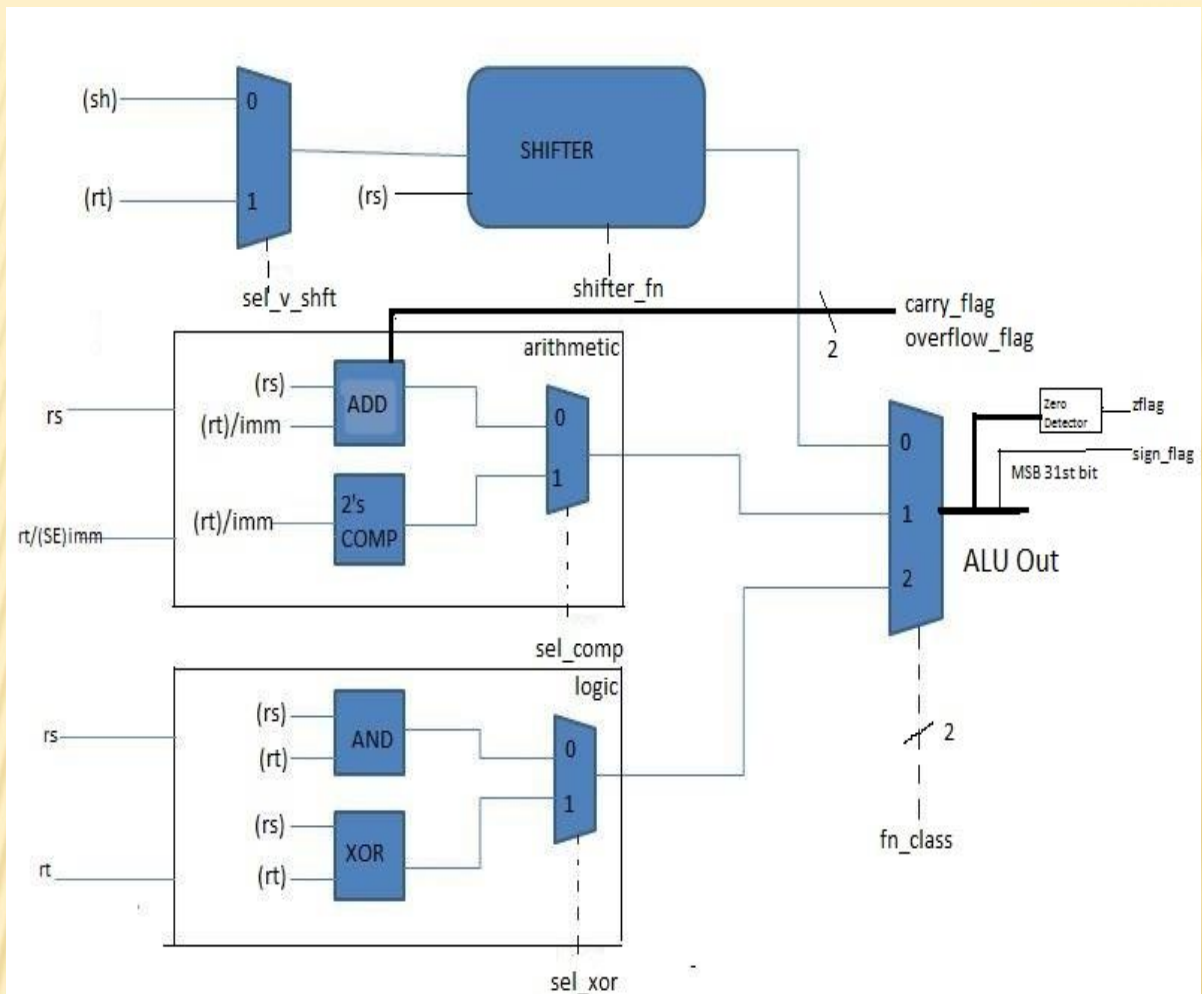 (sh)
0
(rt)
1
sel_v_shft
SHIFTER
(rs)
shifter_fn
2
carry_flag
overflow_flag
arithmetic
rs
rt/(SE)imm
(rs)
(rt)/imm
ADD
(rt)/imm
2's
COMP
0
1
sel_comp
logic
rs
rt
(rs)
(rt)
AND
(rs)
(rt)
XOR
0
1
sel_xor
0
1
2
2
fn_class
Zero
Detector
zflag
sign_flag
MSB 31st bit
ALU Out